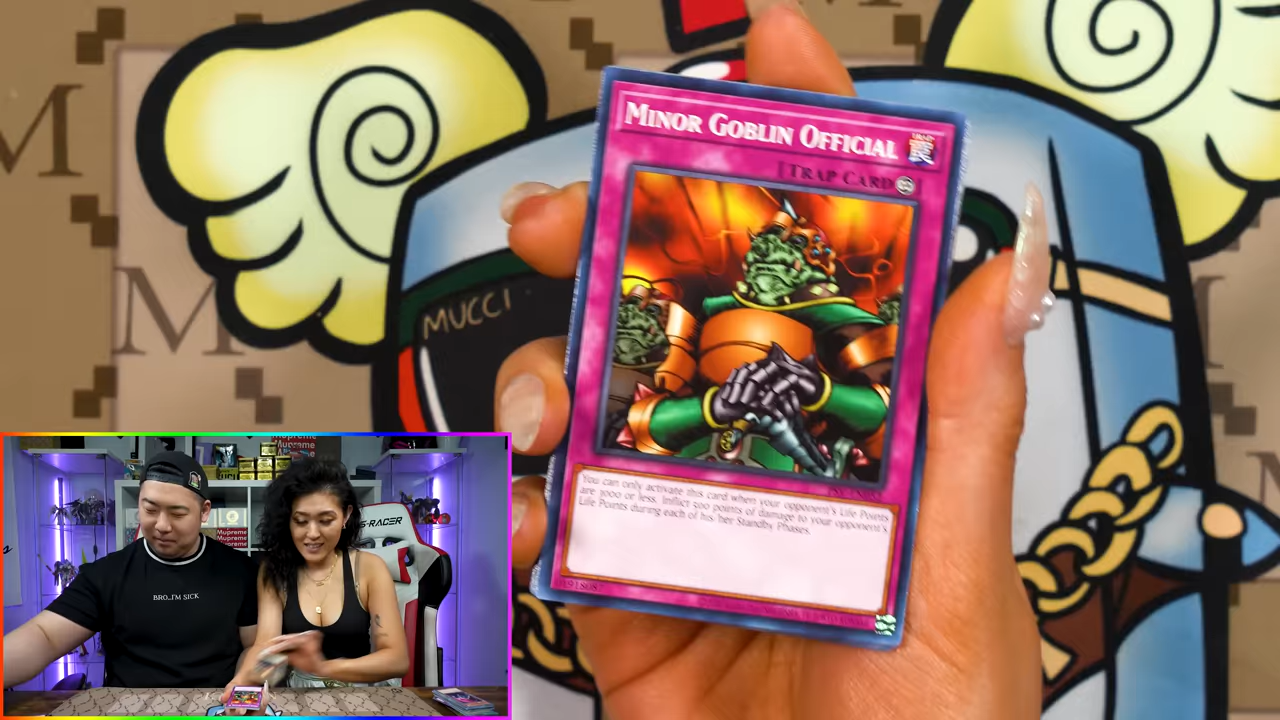 M
MINOR GOBLIN OFFICIAL
[TRAP CARD
M
MUCCI
You can only activate this card when your opponent's Life Points
are 3000 or less. Inflict 500 points of damage to your opponent's
Life Points during each of his/her Standby Phases.
Mupreme
S-RACER
Mupreme
BRO...I'M SICK